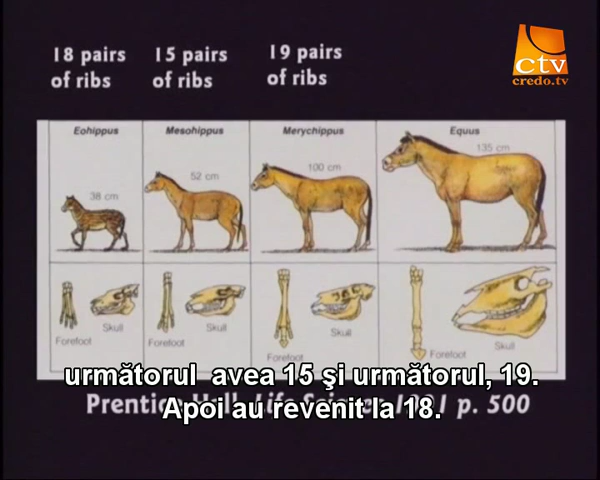 18 pairs
of ribs
15 pairs
of ribs
19 pairs
of ribs
ctv
credo.tv
Eohippus
Mesohippus
Merychippus
Equus
38 cm
52 cm
100 cm
135 cm
Forefoot
Skull
Forefoot
Skull
Forefoot
Skull
Forefoot
Skull
următorul avea 15 şi următorul, 19.
Apoi au revenit la 18.
p. 500